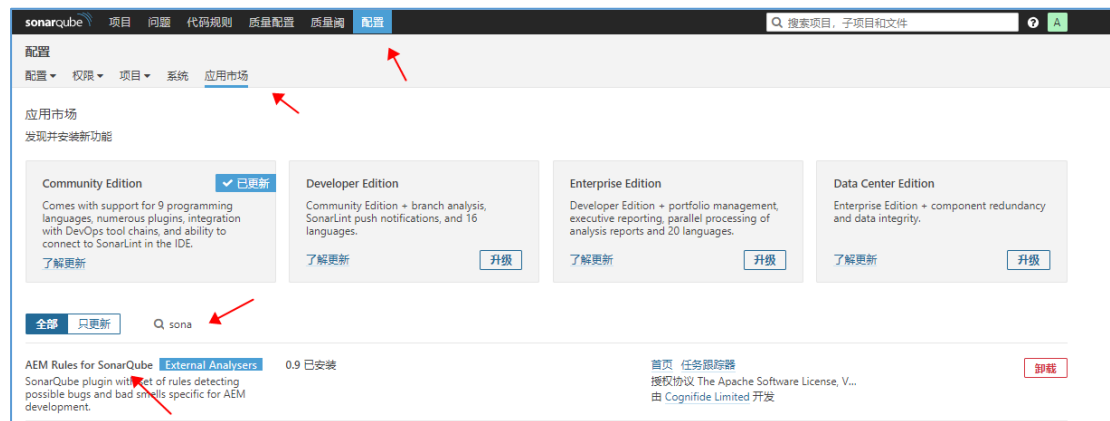 sonarqube 项目 问题 代码规则 质量配置 质量阈 配置 搜索项目，子项目和文件 ? A
配置
配置 权限 项目 系统 应用市场
应用市场
发现并安装新功能
Community Edition 已更新
Comes with support for 9 programming
languages, numerous plugins, integration
with DevOps tool chains, and ability to
connect to SonarLint in the IDE.
了解更新
Developer Edition
Community Edition + branch analysis,
SonarLint push notifications, and 16
languages.
了解更新 升级
Enterprise Edition
Developer Edition + portfolio management,
executive reporting, parallel processing of
analysis reports and 20 languages.
了解更新 升级
Data Center Edition
Enterprise Edition + component redundancy
and data integrity.
了解更新 升级
全部 只更新 sona
AEM Rules for SonarQube External Analysers 0.9 已安装
SonarQube plugin with set of rules detecting
possible bugs and bad smells specific for AEM
development.
首页 任务跟踪器
授权协议 The Apache Software License, V...
由 Cognifide Limited 开发
卸载